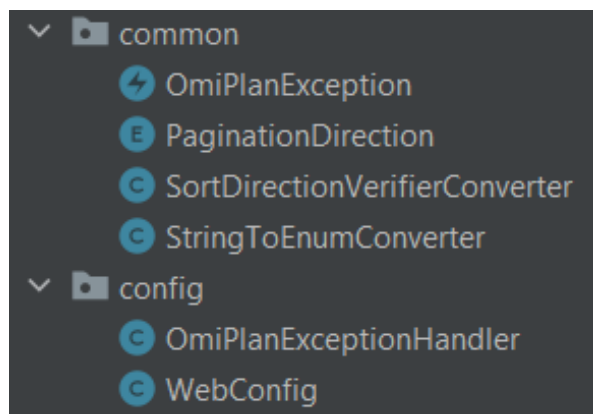 common
OmiPlanException
E PaginationDirection
C SortDirectionVerifierConverter
C StringToEnumConverter
config
C OmiPlanExceptionHandler
C WebConfig